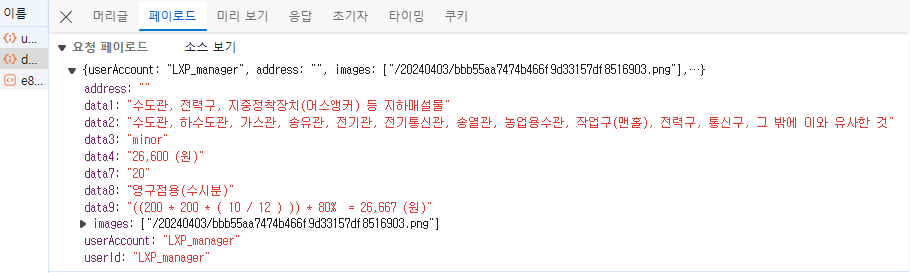 이름
머리글 페이로드 미리 보기 응답 초기자 타이밍 쿠키
u...
요청 페이로드 소스 보기
d...
{userAccount: "LXP_manager", address: "", images: ["/20240403/bbb55aa7474b466f9d33157df8516903.png"],…}
e8...
address: ""
data1: "수도관, 전력구, 지중정착장치(어스앵커) 등 지하매설물"
data2: "수도관, 하수도관, 가스관, 송유관, 전기관, 전기통신관, 송열관, 농업용수관, 작업구(맨홀), 전력구, 통신구, 그 밖에 이와 유사한 것"
data3: "minor"
data4: "26,600 (원)"
data7: "20"
data8: "영구점용(수시분)"
data9: "((200 * 200 * ( 10 / 12 ) )) * 80% = 26,667 (원)"
images: ["/20240403/bbb55aa7474b466f9d33157df8516903.png"]
userAccount: "LXP_manager"
userId: "LXP_manager"